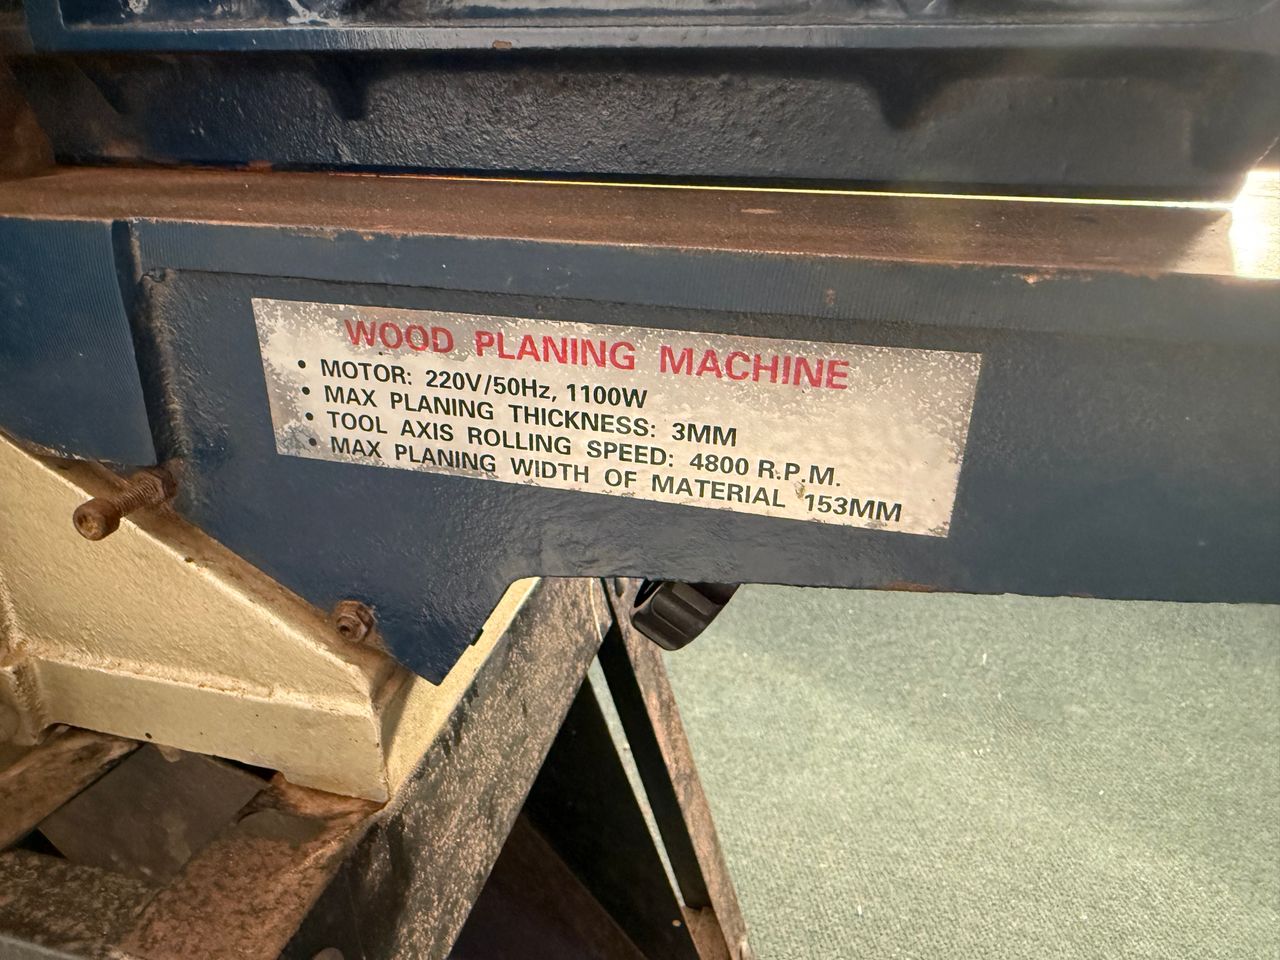 WOOD PLANING MACHINE
• MOTOR: 220V/50Hz, 1100W
• MAX PLANING THICKNESS: 3MM
• TOOL AXIS ROLLING SPEED: 4800 R.P.M.
• MAX PLANING WIDTH OF MATERIAL 153MM